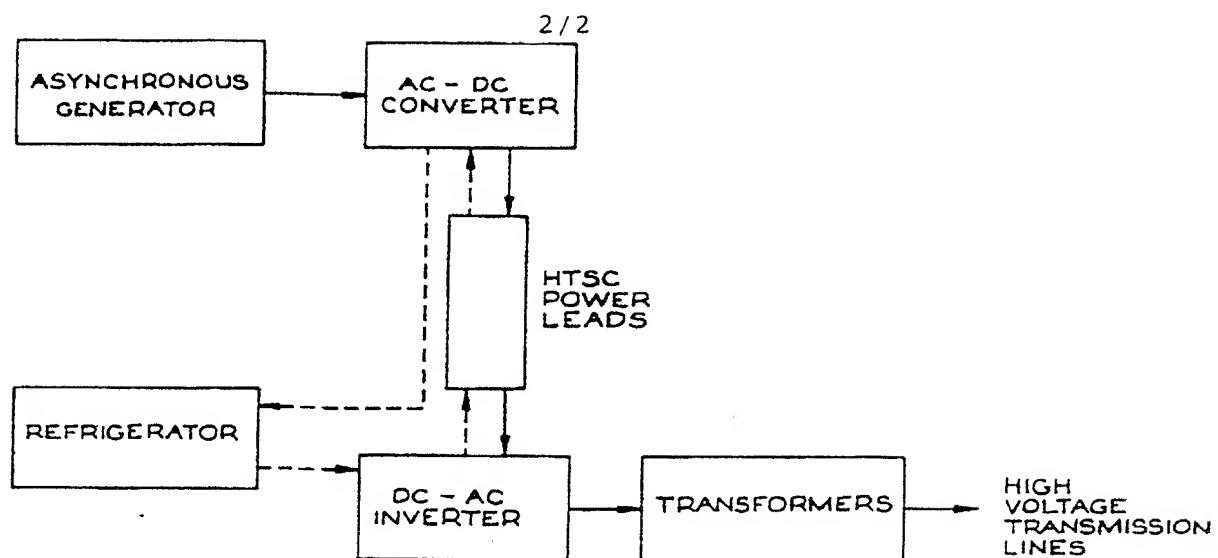 2/2
ASYNCHRONOUS
GENERATOR
AC - DC
CONVERTER
HTSC
POWER
LEADS
REFRIGERATOR
DC - AC
INVERTER
TRANSFORMERS
HIGH
VOLTAGE
TRANSMISSION
LINES